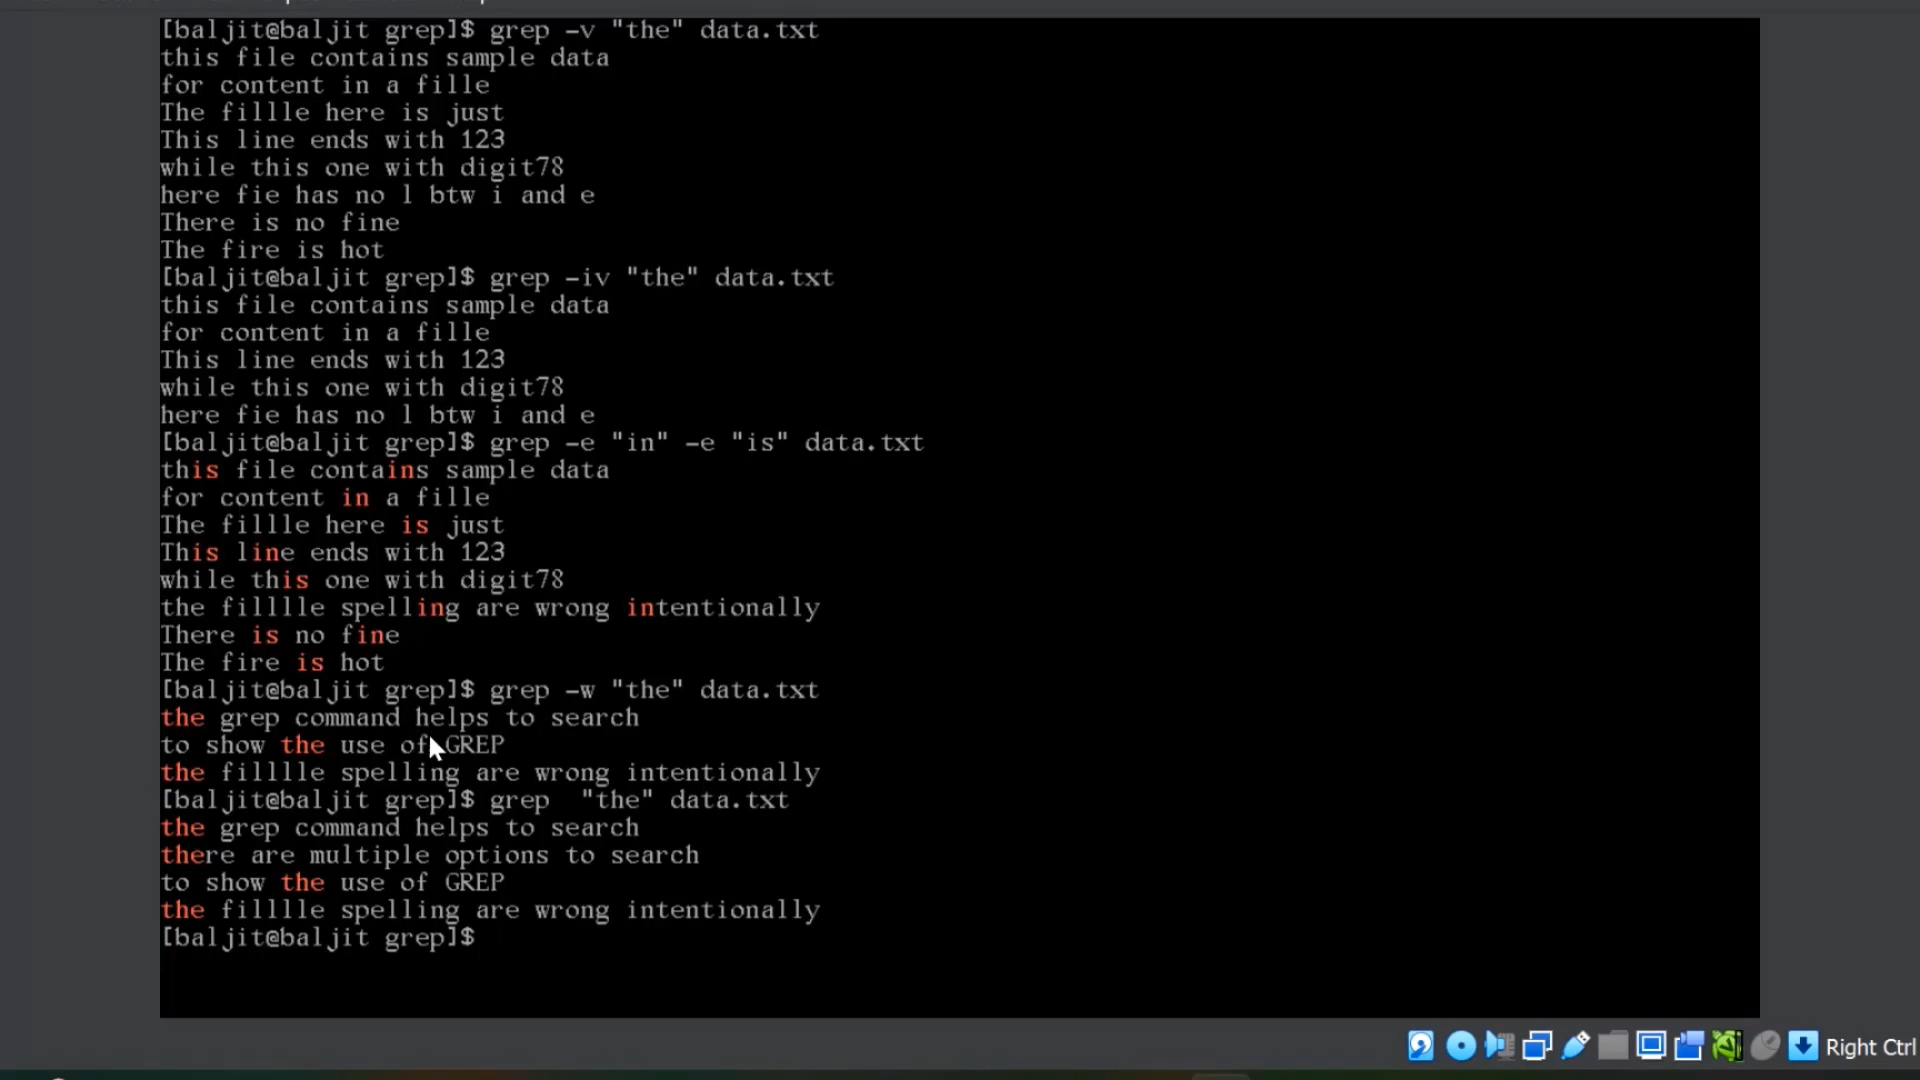 [baljit@baljit grep]$ grep -v "the" data.txt
this file contains sample data
for content in a fille
The fillle here is just
This line ends with 123
while this one with digit78
here fie has no l btw i and e
There is no fine
The fire is hot
[baljit@baljit grep]$ grep -iv "the" data.txt
this file contains sample data
for content in a fille
This line ends with 123
while this one with digit78
here fie has no l btw i and e
[baljit@baljit grep]$ grep -e "in" -e "is" data.txt
this file contains sample data
for content in a fille
The fillle here is just
This line ends with 123
while this one with digit78
the filllle spelling are wrong intentionally
There is no fine
The fire is hot
[baljit@baljit grep]$ grep -w "the" data.txt
the grep command helps to search
to show the use of GREP
the filllle spelling are wrong intentionally
[baljit@baljit grep]$ grep  "the" data.txt
the grep command helps to search
there are multiple options to search
to show the use of GREP
the filllle spelling are wrong intentionally
[baljit@baljit grep]$
Right Ctrl